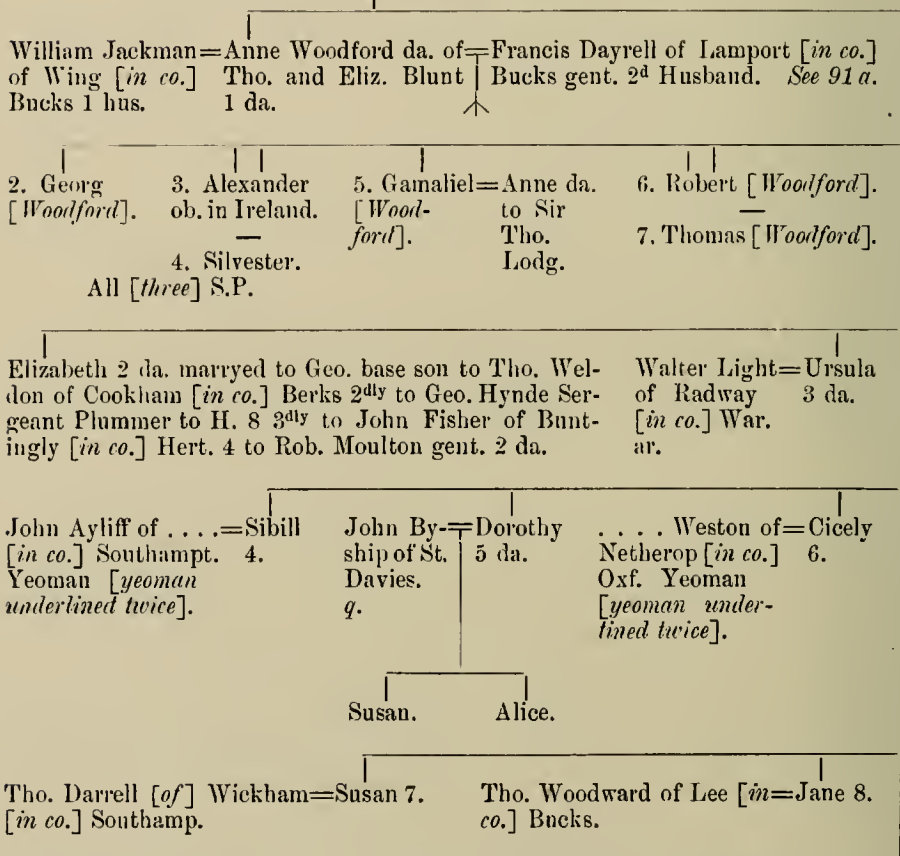 William Jackman=Anne Woodford da. of=Francis Dayrell of Lamport [in co.]
of Wing [in co.] Tho. and Eliz. Blunt Bucks gent. 2d Husband. See 91 a.
Bucks 1 hus. 1 da.
2. Georg
[Woodford].
3. Alexander
ob. in Ireland.
—
4. Silvester.
All [three] S.P.
5. Gamaliel=Anne da.
[Wood- to Sir
ford]. Tho.
Lodg.
6. Robert [Woodford].
—
7. Thomas [Woodford].
Elizabeth 2 da. marryed to Geo. base son to Tho. Wel-
don of Cookham [in co.] Berks 2dly to Geo. Hynde Ser-
geant Plummer to H. 8 3dly to John Fisher of Bunt-
ingly [in co.] Hert. 4 to Rob. Moulton gent. 2 da.
Walter Light=Ursula
of Radway 3 da.
[in co.] War.
ar.
John Ayliff of . . . .=Sibill
[in co.] Southampt. 4.
Yeoman [yeoman
underlined twice].
John By-=Dorothy
ship of St. 5 da.
Davies.
q.
. . . . Weston of=Cicely
Netherop [in co.] 6.
Oxf. Yeoman
[yeoman under-
lined twice].
Susan. Alice.
Tho. Darrell [of] Wickham=Susan 7.
[in co.] Southamp.
Tho. Woodward of Lee [in=Jane 8.
co.] Bucks.